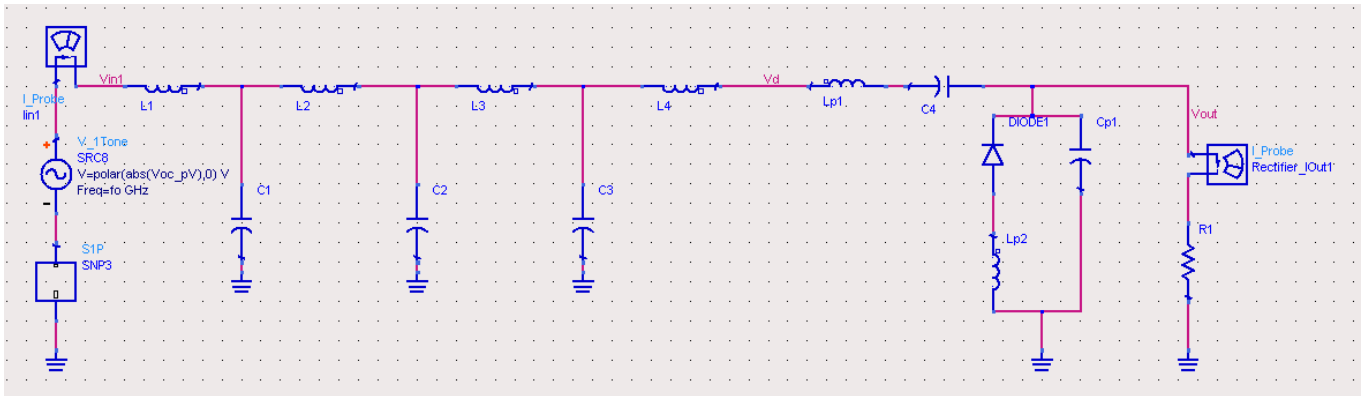 I_Probe
Iin1
Vin1
L1
L2
L3
L4
Vd
Lp1
C4
DIODE1
Cp1.
Vout
I_Probe
Rectifier_IOut1
+
V_1Tone
SRC8
V=polar(abs(Voc_pV),0) V
Freq=fo GHz
-
C1
C2
C3
Lp2
R1
S1P
SNP3